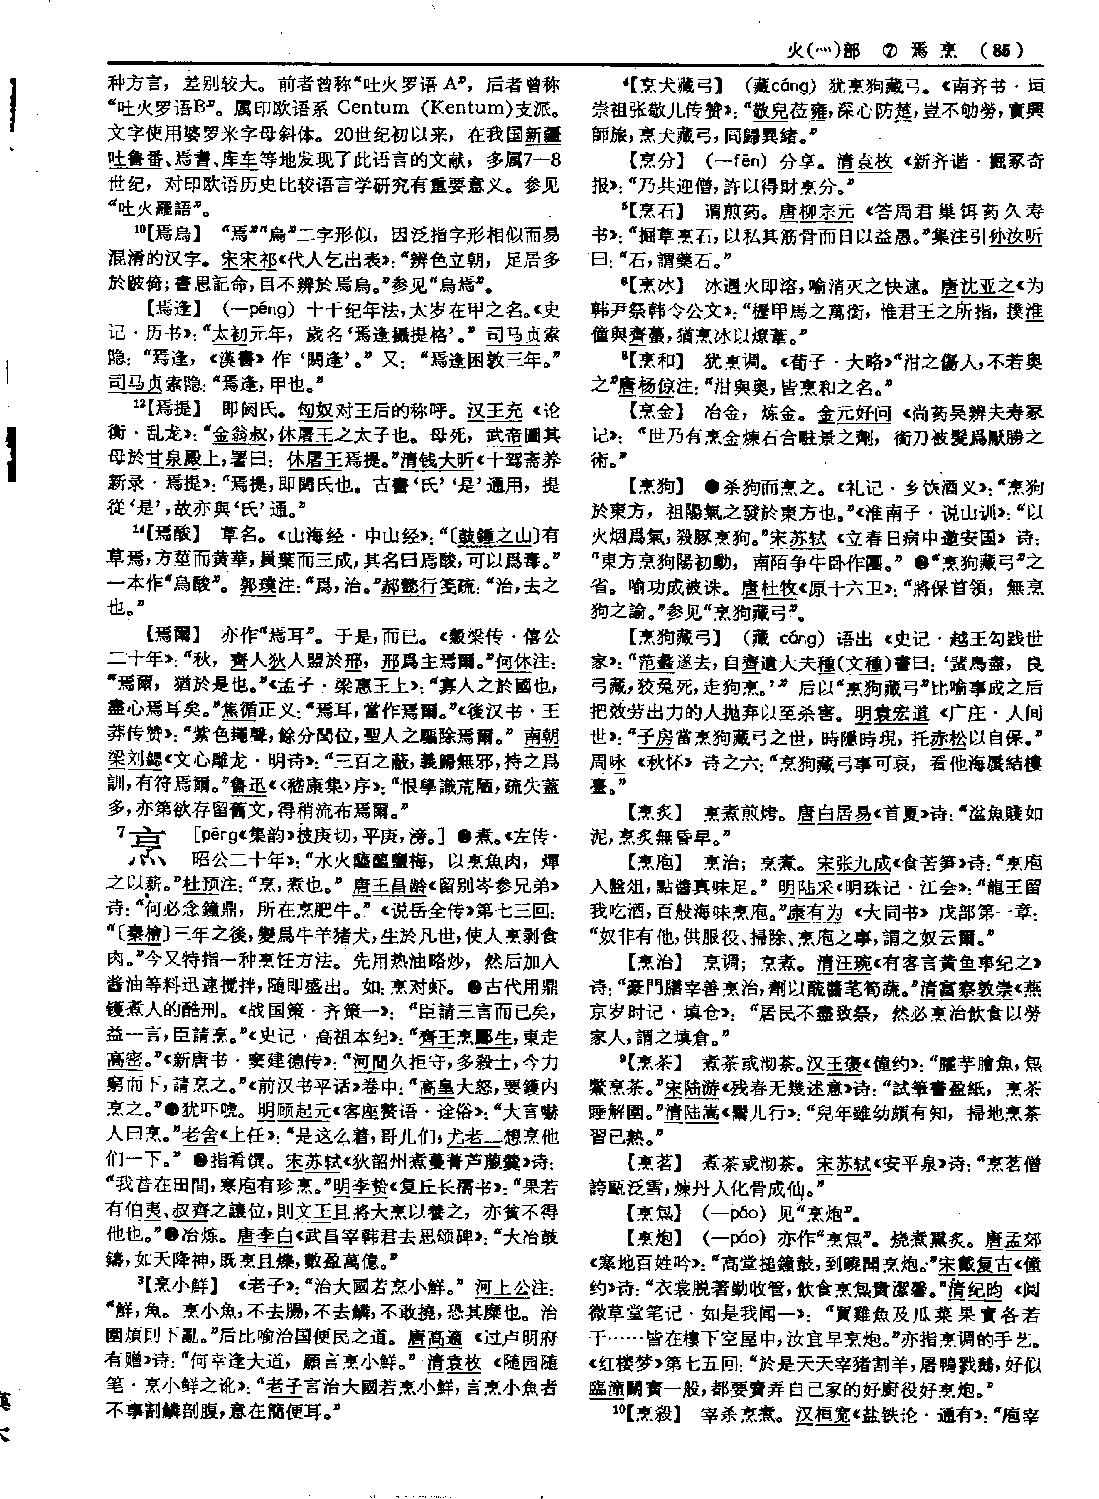 火(灬)部 ⑦ 焉 烹 (85)
种方言，差别较大。前者曾称“吐火罗语A”，后者曾称
“吐火罗语B”。属印欧语系 Centum (Kentum)支派。
文字使用婆罗米字母斜体。20世纪初以来，在我国新疆
吐鲁番、焉耆、库车等地发现了此语言的文献，多属7—8
世纪，对印欧语历史比较语言学研究有重要意义。参见
“吐火羅語”。
10【焉烏】 “焉”“烏”二字形似，因泛指字形相似而易
混淆的汉字。宋宋祁《代人乞出表》：“辨色立朝，足居多
於跛倚；書思記命，目不辨於焉烏。”参见“烏焉”。
【焉逢】 (—péng) 十干纪年法，太岁在甲之名。《史
记·历书》：“太初元年，歲名‘焉逢攝提格’。” 司马贞索
隐：“焉逢，《漢書》作‘閼逢’。” 又：“焉逢困敦三年。”
司马贞索隐：“焉逢，甲也。”
12【焉提】 即阏氏。匈奴对王后的称呼。汉王充《论
衡·乱龙》：“金翁叔，休屠王之太子也。母死，武帝圖其
母於甘泉殿上，署曰：休屠王焉提。”清钱大昕《十驾斋养
新录·焉提》：“焉提，即閼氏也。古書‘氏’‘是’通用，提
從‘是’，故亦與‘氏’通。”
14【焉酸】 草名。《山海经·中山经》：“〔鼓鍾之山〕有
草焉，方莖而黄華，員葉而三成，其名曰焉酸，可以爲毒。”
一本作“烏酸”。郭璞注：“爲，治。”郝懿行笺疏：“治，去之
也。”
【焉爾】 亦作“焉耳”。于是，而已。《穀梁传·僖公
二十年》：“秋，齊人狄人盟於邢，邢爲主焉爾。”何休注：
“焉爾，猶於是也。”《孟子·梁惠王上》：“寡人之於國也，
盡心焉耳矣。”焦循正义：“焉耳，當作焉爾。”《後汉书·王
莽传赞》：“紫色䵷聲，餘分閏位，聖人之驅除焉爾。” 南朝
梁刘勰《文心雕龙·明诗》：“三百之蔽，義歸無邪，持之爲
訓，有符焉爾。”鲁迅《〈嵇康集〉序》：“恨學識荒陋，疏失蓋
多，亦第欲存留舊文，得稍流布焉爾。”
7烹 [pēng《集韵》披庚切，平庚，滂。] ❶煮。《左传·
昭公二十年》：“水火醯醢鹽梅，以烹魚肉，燀
之以薪。”杜预注：“烹，煮也。” 唐王昌龄《留别岑参兄弟》
诗：“何必念鐘鼎，所在烹肥牛。” 《说岳全传》第七三回：
“〔秦檜〕三年之後，變爲牛羊猪犬，生於凡世，使人烹剥食
肉。”今又特指一种烹饪方法。先用热油略炒，然后加入
酱油等料迅速搅拌，随即盛出。如：烹对虾。 ❷古代用鼎
镬煮人的酷刑。《战国策·齐策一》：“臣請三言而已矣，
益一言，臣請烹。”《史记·高祖本纪》：“齊王烹酈生，東走
高密。”《新唐书·窦建德传》：“河間久拒守，多殺士，今力
窮而下，請烹之。”《前汉书平话》卷中：“高皇大怒，要鑊内
烹之。”❸犹吓唬。明顾起元《客座赘语·诠俗》：“大言嚇
人曰烹。”老舍《上任》：“是这么着，哥儿们，尤老二想烹他
们一下。” ❹指肴馔。宋苏轼《狄韶州煮蔓菁芦菔羹》诗：
“我昔在田間，寒庖有珍烹。”明李贽《复丘长孺书》：“果若
有伯夷、叔齊之讓位，則文王且將大烹以養之，亦貧不得
他也。”❺冶炼。唐李白《武昌宰韩君去思颂碑》：“大冶鼓
鑄，如天降神，既烹且爍，數盈萬億。”
3【烹小鮮】 《老子》：“治大國若烹小鮮。” 河上公注：
“鮮，魚。烹小魚，不去腸，不去鱗，不敢撓，恐其糜也。治
國煩則下亂。”后比喻治国便民之道。唐高適《过卢明府
有赠》诗：“何幸逢大道，願言烹小鮮。” 清袁枚《随园随
笔·烹小鲜之讹》：“老子言治大國若烹小鮮，言烹小魚者
不事割鱗剖腹，意在簡便耳。”
4【烹犬藏弓】 (藏cáng) 犹烹狗藏弓。《南齐书·垣
崇祖张敬儿传赞》：“敬兒莅雍，深心防楚，豈不劬勞，實興
師旅，烹犬藏弓，同歸異緒。”
【烹分】 (—fēn) 分享。清袁枚《新齐谐·掘冢奇
报》：“乃共迎僧，許以得財烹分。”
5【烹石】 谓煎药。唐柳宗元《答周君巢饵药久寿
书》：“掘草烹石，以私其筋骨而日以益愚。”集注引孙汝听
曰：“石，謂藥石。”
【烹冰】 冰遇火即溶，喻消灭之快速。唐沈亚之《为
韩尹祭韩令公文》：“擐甲馬之萬銜，惟君王之所指，撲淮
僮與齊蠆，猶烹冰以燎葦。”
8【烹和】 犹烹调。《荀子·大略》“泔之傷人，不若奥
之”唐杨倞注：“泔與奥，皆烹和之名。”
【烹金】 冶金，炼金。金元好问《尚药吴辨夫寿冢
记》：“世乃有烹金煉石合駐景之劑，銜刀被髮爲厭勝之
術。”
【烹狗】 ❶杀狗而烹之。《礼记·乡饮酒义》：“烹狗
於東方，祖陽氣之發於東方也。”《淮南子·说山训》：“以
火烟爲氣，殺豚烹狗。”宋苏轼《立春日病中邀安国》诗：
“東方烹狗陽初動，南陌争牛卧作團。” ❷“烹狗藏弓”之
省。喻功成被诛。唐杜牧《原十六卫》：“將保首領，無烹
狗之諭。”参见“烹狗藏弓”。
【烹狗藏弓】 (藏 cáng) 语出《史记·越王勾践世
家》：“范蠡遂去，自齊遺大夫種(文種)書曰：‘蜚鳥盡，良
弓藏，狡兔死，走狗烹。’” 后以“烹狗藏弓”比喻事成之后
把效劳出力的人抛弃以至杀害。明袁宏道《广庄·人间
世》：“子房當烹狗藏弓之世，時隱時現，托赤松以自保。”
周咏《秋怀》诗之六：“烹狗藏弓事可哀，看他海蜃結樓
臺。”
【烹炙】 烹煮煎烤。唐白居易《首夏》诗：“湓魚賤如
泥，烹炙無昏早。”
【烹庖】 烹治；烹煮。宋张九成《食苦笋》诗：“烹庖
入盤俎，點醬真味足。” 明陆采《明珠记·江会》：“龍王留
我吃酒，百般海味烹庖。”康有为《大同书》戊部第一章：
“奴非有他，供服役、掃除、烹庖之事，謂之奴云爾。”
【烹治】 烹调；烹煮。清汪琬《有客言黄鱼事纪之》
诗：“豪門膳宰善烹治，劑以醯醬芼筍蔬。”清富察敦崇《燕
京岁时记·填仓》：“居民不盡致祭，然必烹治飲食以勞
家人，謂之填倉。”
9【烹茶】 煮茶或沏茶。汉王褒《僮约》：“臛芋膾魚，炰
鱉烹茶。”宋陆游《残春无几述意》诗：“試筆書盈紙，烹茶
睡解圍。”清陆嵩《鬻儿行》：“兒年雖幼頗有知，掃地烹茶
習已熟。”
【烹茗】 煮茶或沏茶。宋苏轼《安平泉》诗：“烹茗僧
誇甌泛雪，煉丹人化骨成仙。”
【烹炰】 (—páo) 见“烹炮”。
【烹炮】 (—páo) 亦作“烹炰”。烧煮熏炙。唐孟郊
《寒地百姓吟》：“高堂搥鐘鼓，到曉聞烹炮。”宋戴复古《僮
约》诗：“衣裳脱著勤收管，飲食烹炰貴潔馨。”清纪昀《阅
微草堂笔记·如是我闻一》：“買雞魚及瓜菜果實各若
干……皆在樓下空屋中，汝宜早烹炮。”亦指烹调的手艺。
《红楼梦》第七五回：“於是天天宰猪割羊，屠鴨戮鵝，好似
臨潼鬭寶一般，都要賣弄自己家的好廚役好烹炮。”
10【烹殺】 宰杀烹煮。汉桓宽《盐铁论·通有》：“庖宰